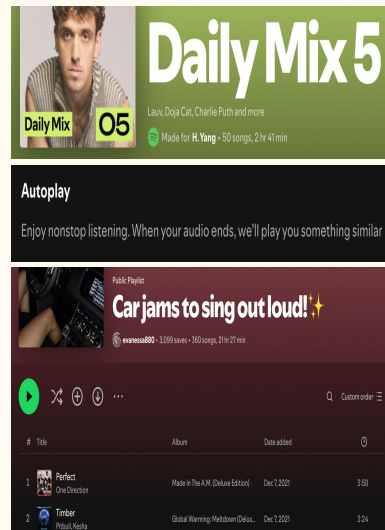 Daily Mix 5
Daily Mix 05
Lauv, Doja Cat, Charlie Puth and more
Made for H. Yang • 50 songs, 2 hr 41 min
Autoplay
Enjoy nonstop listening. When your audio ends, we'll play you something similar
Public Playlist
Car jams to sing out loud!✨
evanessa880 • 3,099 saves • 360 songs, 21 hr 27 min
Custom order
# Title Album Date added
1 Perfect Made In The A.M. (Deluxe Edition) Dec 7, 2021 3:50
One Direction
2 Timber Global Warming: Meltdown (Delux... Dec 7, 2021 3:24
Pitbull, Kesha